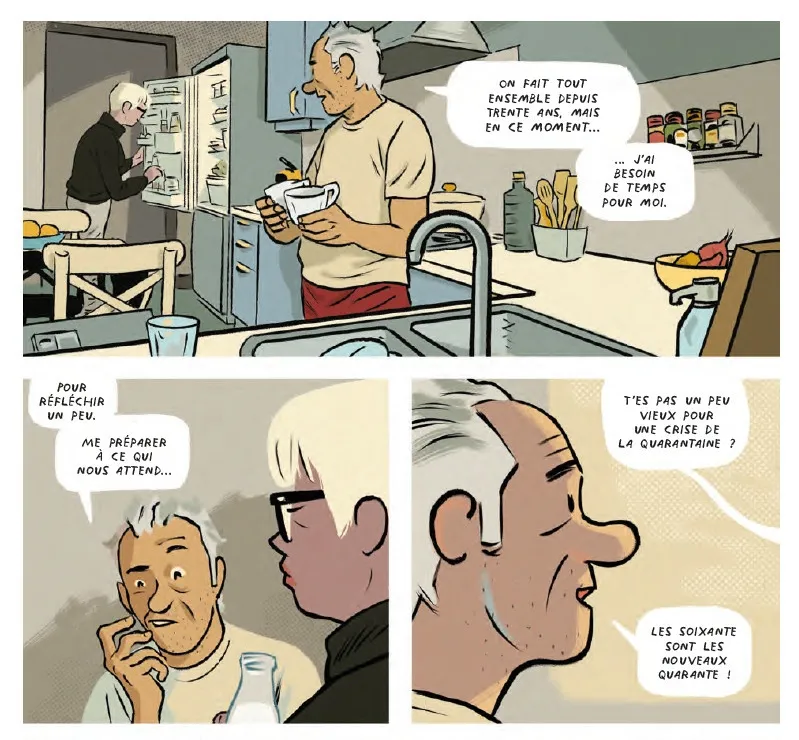 ON FAIT TOUT
ENSEMBLE DEPUIS
TRENTE ANS, MAIS
EN CE MOMENT...
... J'AI
BESOIN
DE TEMPS
POUR MOI.
POUR
RÉFLÉCHIR
UN PEU.
ME PRÉPARER
À CE QUI
NOUS ATTEND...
T'ES PAS UN PEU
VIEUX POUR
UNE CRISE DE
LA QUARANTAINE ?
LES SOIXANTE
SONT LES
NOUVEAUX
QUARANTE !